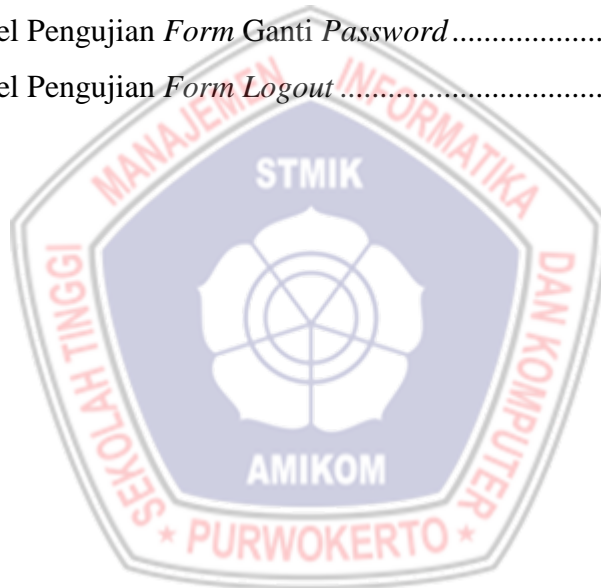 el Pengujian Form Ganti Password......................
el Pengujian Form Logout....................................
SEKOLAH TINGGI MANAJEMEN INFORMATIKA DAN KOMPUTER
STMIK
AMIKOM
* PURWOKERTO *